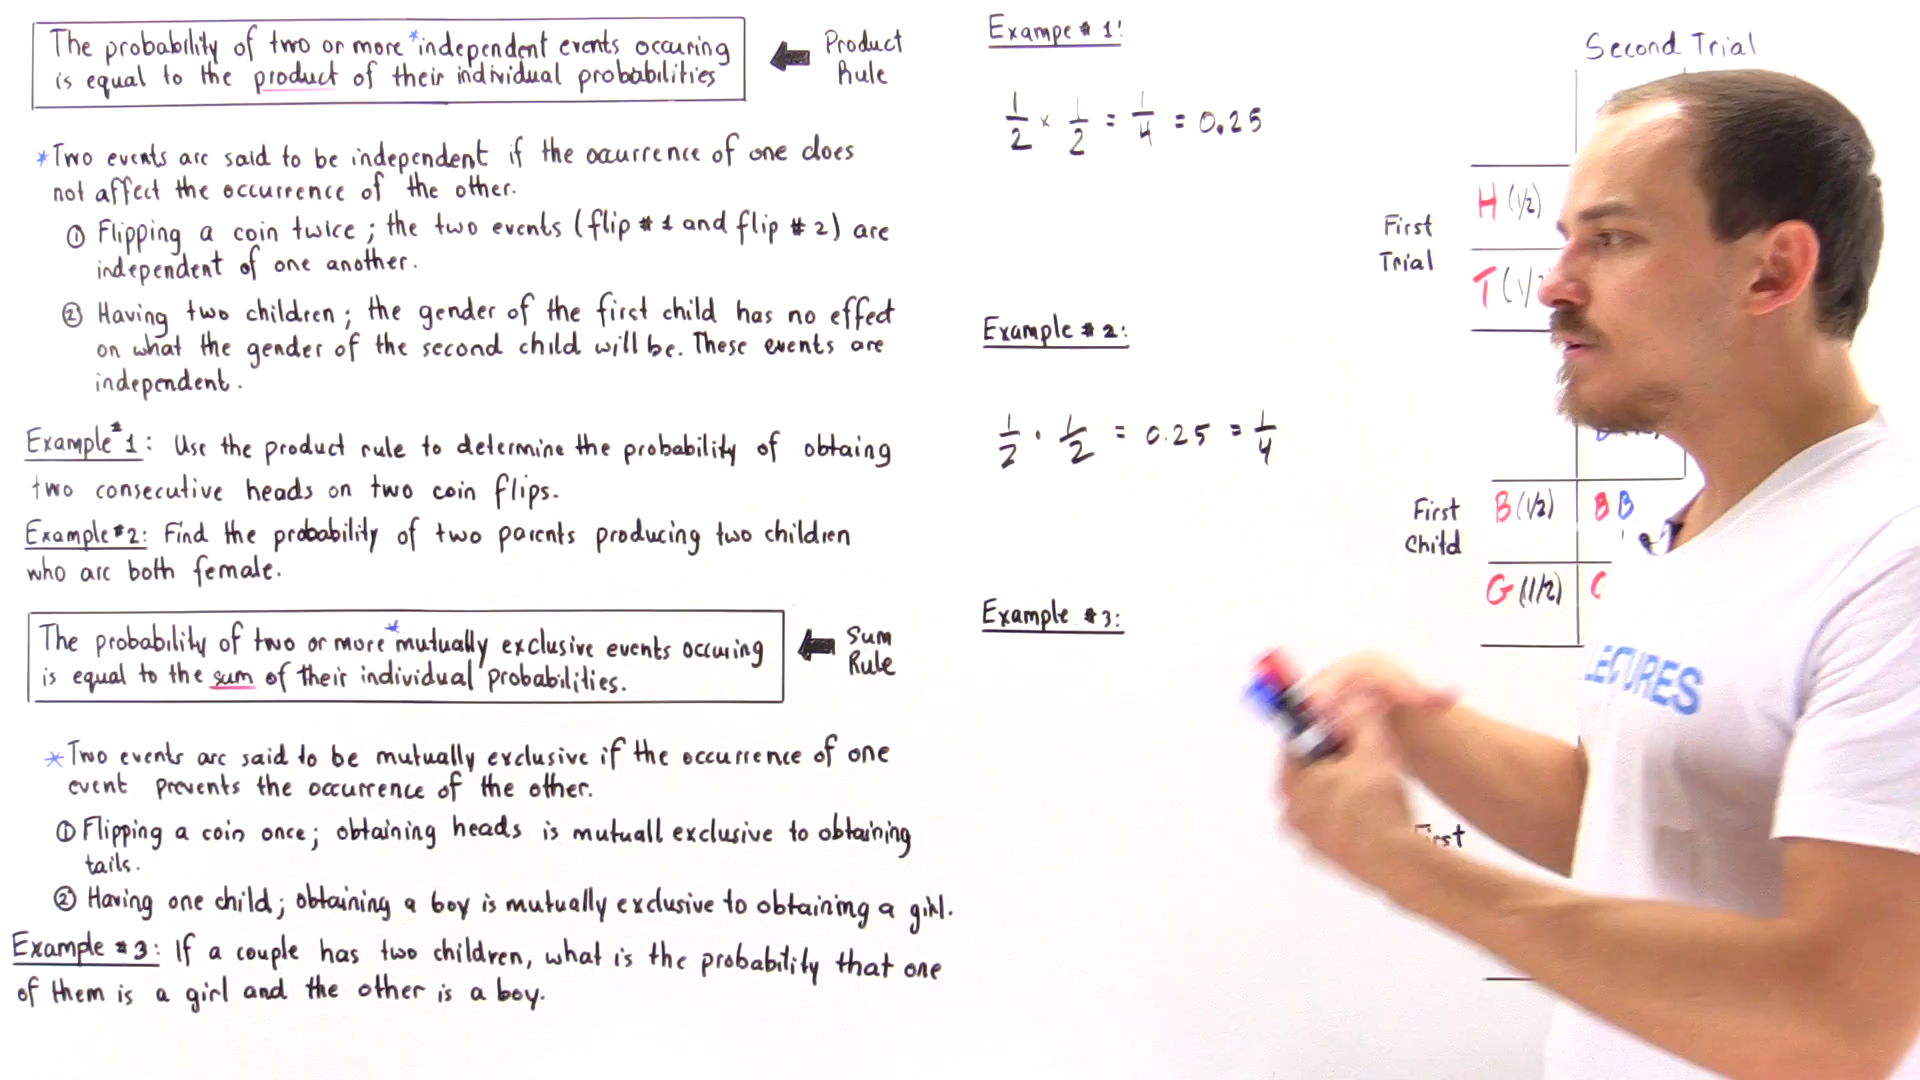 The probability of two or more *independent events occuring
is equal to the product of their individual probabilities
Product
Rule
*Two events are said to be independent if the ocurrence of one does
not affect the occurrence of the other.
① Flipping a coin twice; the two events (flip #1 and flip #2) are
independent of one another.
② Having two children; the gender of the first child has no effect
on what the gender of the second child will be. These events are
independent.
Example #1: Use the product rule to determine the probability of obtaing
two consecutive heads on two coin flips.
Example #2: Find the probability of two parents producing two children
who are both female.
The probability of two or more *mutually exclusive events occuring
is equal to the sum of their individual probabilities.
Sum
Rule
*Two events are said to be mutually exclusive if the occurrence of one
event prevents the occurrence of the other.
① Flipping a coin once; obtaining heads is mutuall exclusive to obtaining
tails.
② Having one child; obtaining a boy is mutually exclusive to obtaining a girl.
Example #3: If a couple has two children, what is the probability that one
of them is a girl and the other is a boy.
Exampe #1:
1/2 × 1/2 = 1/4 = 0.25
Example #2:
1/2 · 1/2 = 0.25 = 1/4
Example #3:
Second Trial
First
Trial
H (1/2)
T (1/2
First
Child
B (1/2) B B
G (1/2)
LECTURES
First